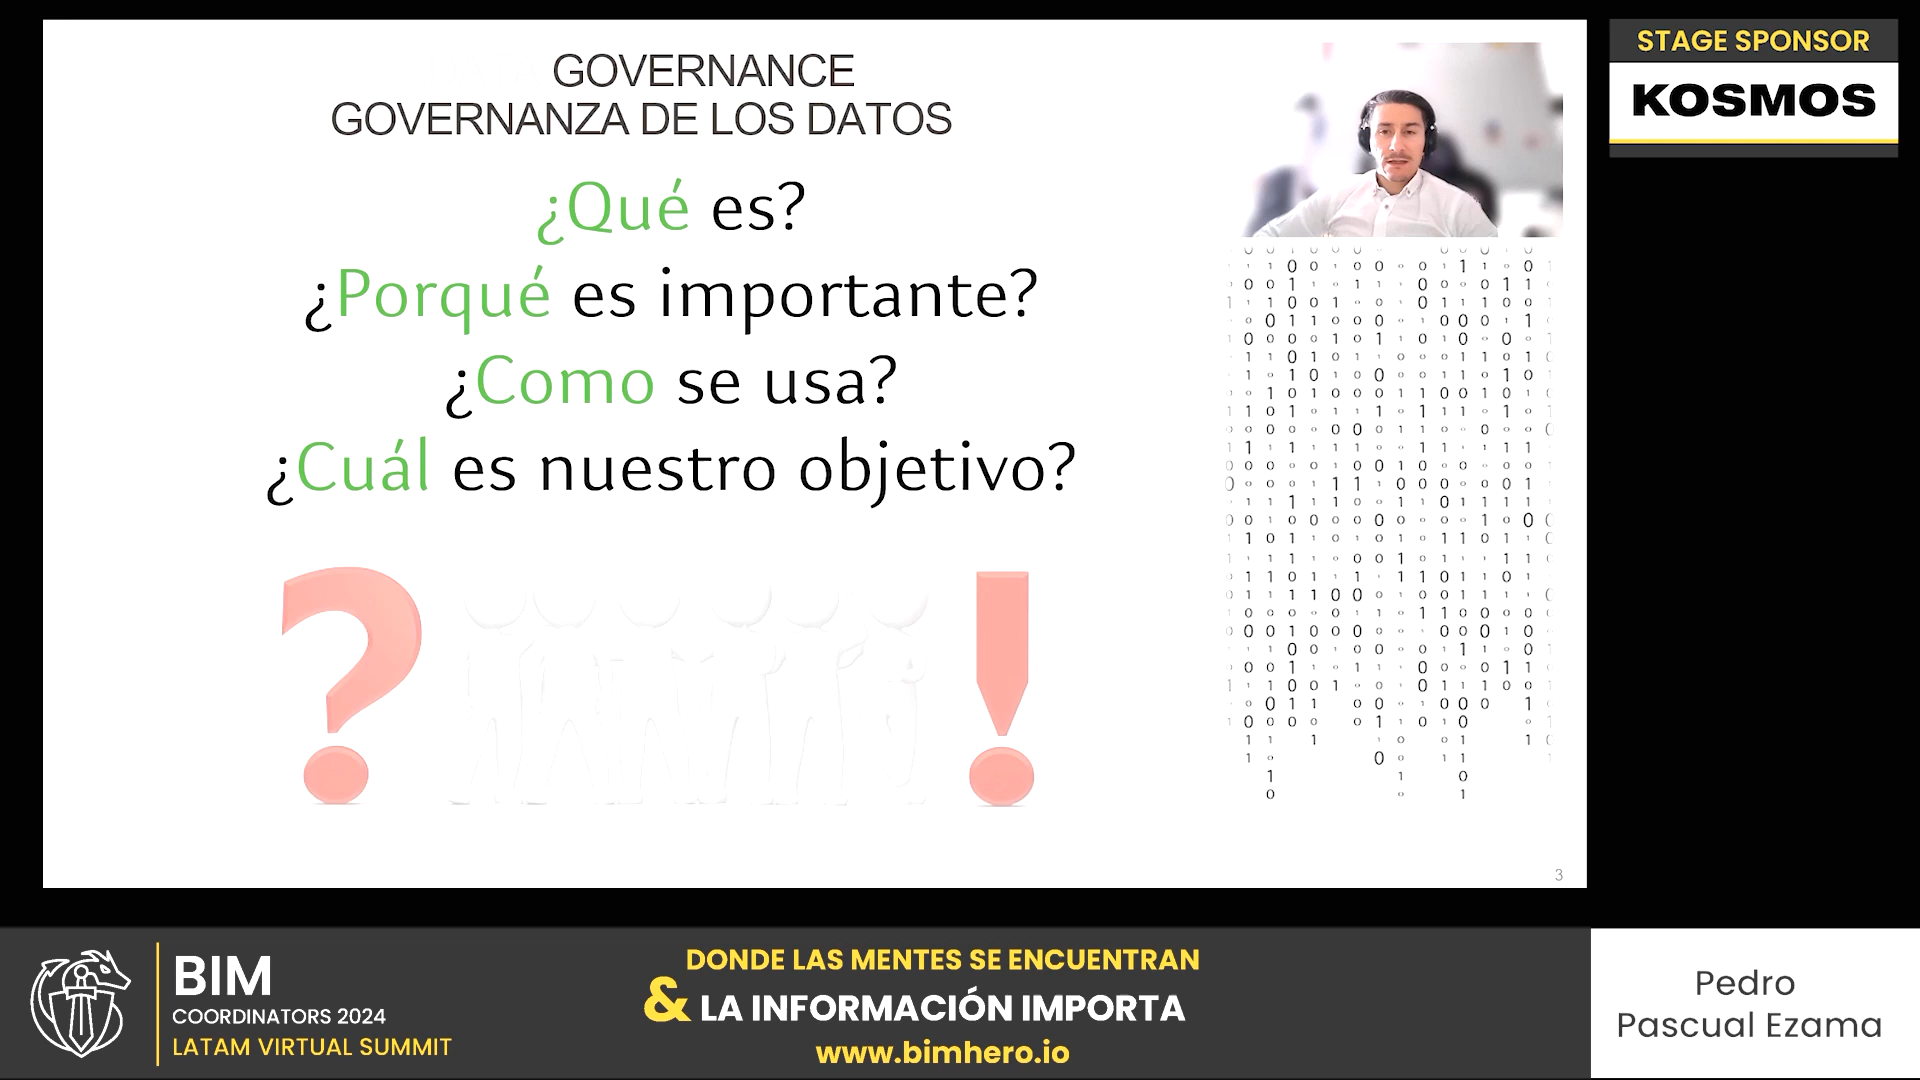 GOVERNANCE
GOVERNANZA DE LOS DATOS
¿Qué es?
¿Porqué es importante?
¿Como se usa?
¿Cuál es nuestro objetivo?
?
!
3
STAGE SPONSOR
KOSMOS
BIM
COORDINATORS 2024
LATAM VIRTUAL SUMMIT
DONDE LAS MENTES SE ENCUENTRAN
& LA INFORMACIÓN IMPORTA
www.bimhero.io
Pedro
Pascual Ezama